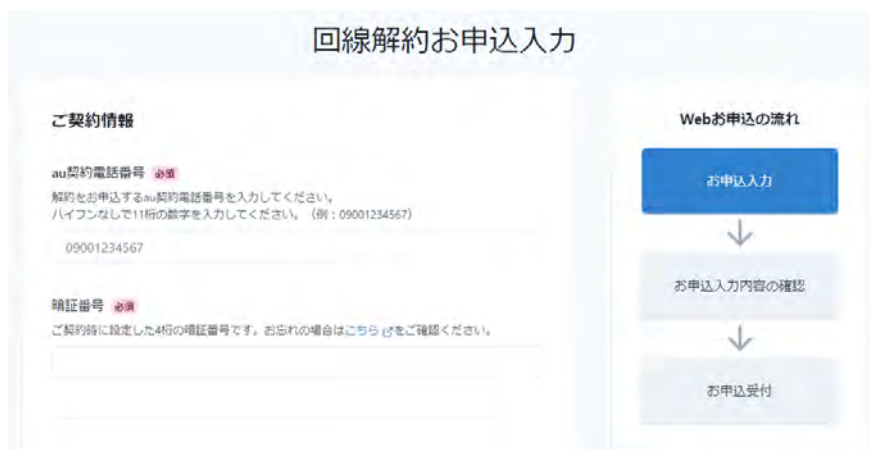 回線解約お申込入力
ご契約情報
au契約電話番号 必須
解約をお申込するau契約電話番号を入力してください。
ハイフンなしで11桁の数字を入力してください。（例：09001234567）
09001234567
暗証番号 必須
ご契約時に設定した4桁の暗証番号です。お忘れの場合はこちらをご確認ください。
Webお申込の流れ
お申込入力
お申込入力内容の確認
お申込受付